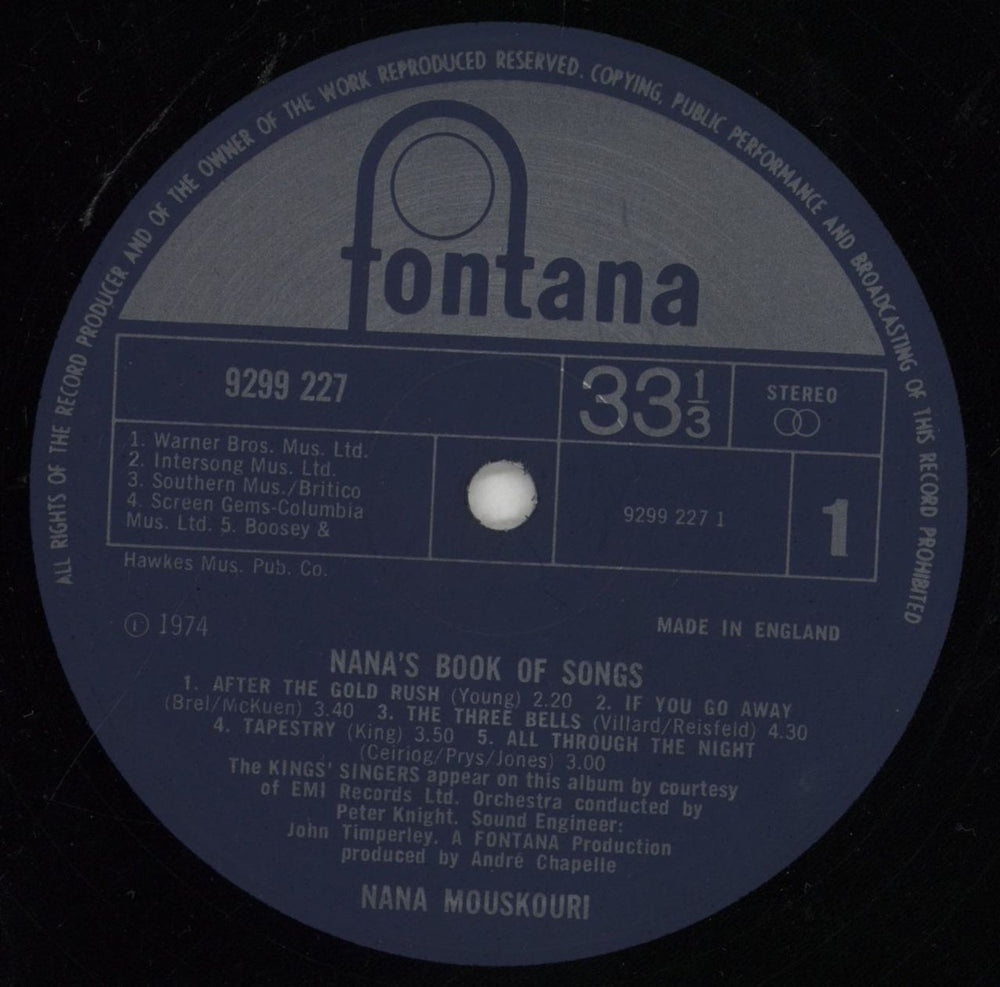 ALL RIGHTS OF THE RECORD PRODUCER AND OF THE OWNER OF THE WORK REPRODUCED RESERVED. COPYING, PUBLIC PERFORMANCE AND BROADCASTING OF THIS RECORD PROHIBITED
fontana
9299 227
33 1/3
STEREO
1. Warner Bros. Mus. Ltd.
2. Intersong Mus. Ltd.
3. Southern Mus./Britico
4. Screen Gems-Columbia
Mus. Ltd. 5. Boosey &
Hawkes Mus. Pub. Co.
9299 227 1
1
℗ 1974
MADE IN ENGLAND
NANA'S BOOK OF SONGS
1. AFTER THE GOLD RUSH (Young) 2.20 2. IF YOU GO AWAY
(Brel/McKuen) 3.40 3. THE THREE BELLS (Villard/Reisfeld) 4.30
4. TAPESTRY (King) 3.50 5. ALL THROUGH THE NIGHT
(Ceiriog/Prys/Jones) 3.00
The KINGS' SINGERS appear on this album by courtesy
of EMI Records Ltd. Orchestra conducted by
Peter Knight. Sound Engineer:
John Timperley. A FONTANA Production
produced by André Chapelle
NANA MOUSKOURI